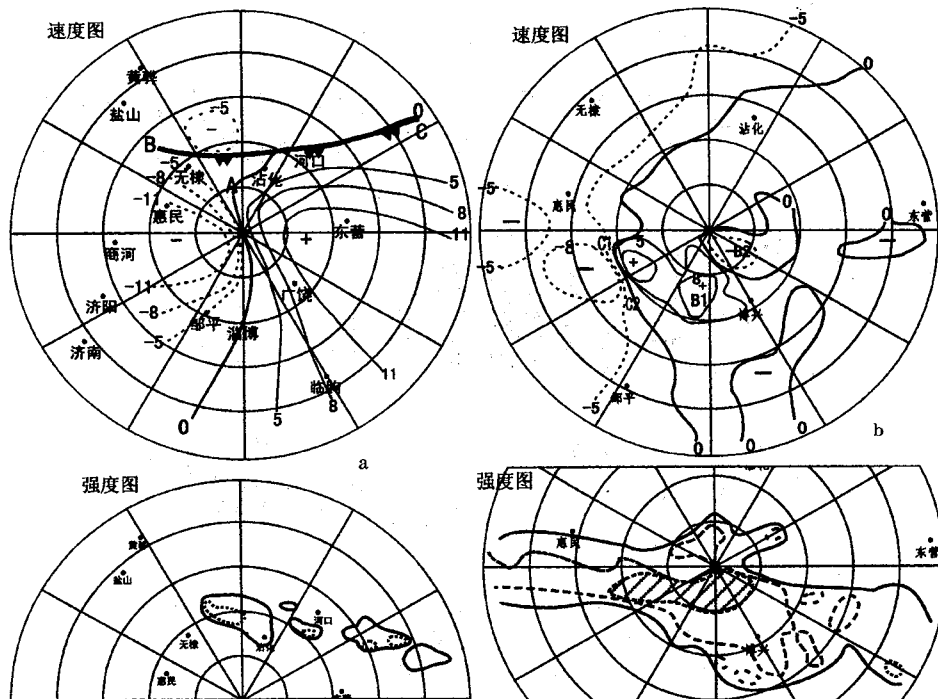 速度图
黄骅
盐山
-5
0
B
C
-5
无棣
A
沾化
河口
-8
-11
惠民
5
8
11
-
+
东营
商河
-11
广饶
济阳
-8
邹平
淄博
-5
济南
临朐
11
0
5
8
a
速度图
-5
0
无棣
沾化
-5
惠民
0
0
东营
-8
C1
5
B2
-5
+
8+
B1
C2
博兴
邹平
-5
0
0
0
b
强度图
黄骅
盐山
河口
无棣
沾化
惠民
强度图
惠民
东营
博兴